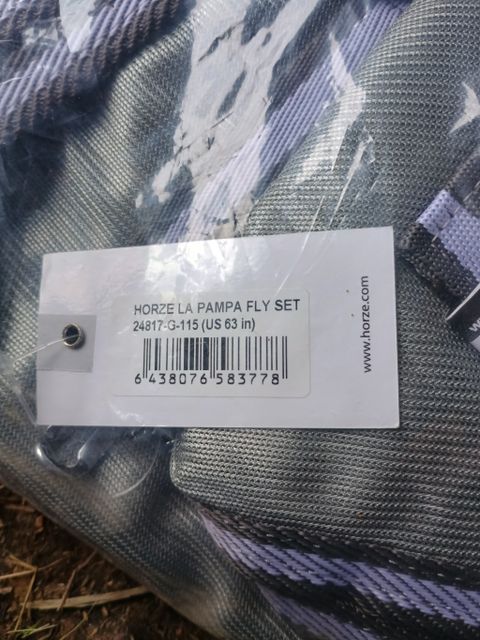 HORZE LA PAMPA FLY SET
24817-G-115 (US 63 in)
6 438076 583778
www.horze.com